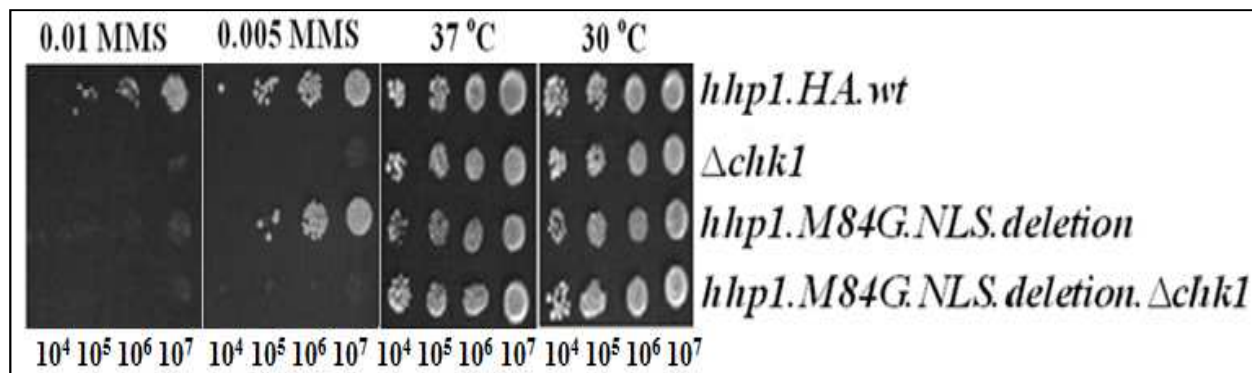 0.01 MMS 0.005 MMS 37 °C 30 °C
hhp1.HA.wt
Δchk1
hhp1.M84G.NLS.deletion
hhp1.M84G.NLS.deletion.Δchk1
10⁴ 10⁵ 10⁶ 10⁷ 10⁴ 10⁵ 10⁶ 10⁷ 10⁴ 10⁵ 10⁶ 10⁷ 10⁴ 10⁵ 10⁶ 10⁷